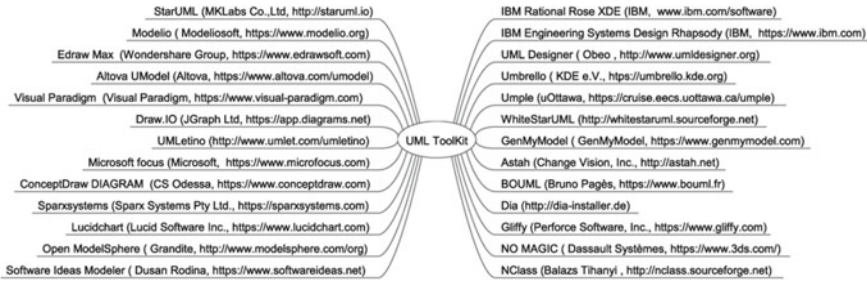 StarUML (MKLabs Co.,Ltd, http://staruml.io)
Modelio ( Modeliosoft, https://www.modelio.org)
Edraw Max (Wondershare Group, https://www.edrawsoft.com)
Altova UModel (Altova, https://www.altova.com/umodel)
Visual Paradigm (Visual Paradigm, https://www.visual-paradigm.com)
Draw.IO (JGraph Ltd, https://app.diagrams.net)
UMLetino (http://www.umlet.com/umletino)
Microsoft focus (Microsoft, https://www.microfocus.com)
ConceptDraw DIAGRAM (CS Odessa, https://www.conceptdraw.com)
Sparxsystems (Sparx Systems Pty Ltd., https://sparxsystems.com)
Lucidchart (Lucid Software Inc., https://www.lucidchart.com)
Open ModelSphere ( Grandite, http://www.modelsphere.com/org)
Software Ideas Modeler ( Dusan Rodina, https://www.softwareideas.net)
UML ToolKit
IBM Rational Rose XDE (IBM, www.ibm.com/software)
IBM Engineering Systems Design Rhapsody (IBM, https://www.ibm.com)
UML Designer ( Obeo , http://www.umldesigner.org)
Umbrello ( KDE e.V., htps://umbrello.kde.org)
Umple (uOttawa, https://cruise.eecs.uottawa.ca/umple)
WhiteStarUML (http://whitestaruml.sourceforge.net)
GenMyModel ( GenMyModel, https://www.genmymodel.com)
Astah (Change Vision, Inc., http://astah.net)
BOUML (Bruno Pagès, https://www.bouml.fr)
Dia (http://dia-installer.de)
Gliffy (Perforce Software, Inc., https://www.gliffy.com)
NO MAGIC ( Dassault Systèmes, https://www.3ds.com/)
NClass (Balazs Tihanyi , http://nclass.sourceforge.net)